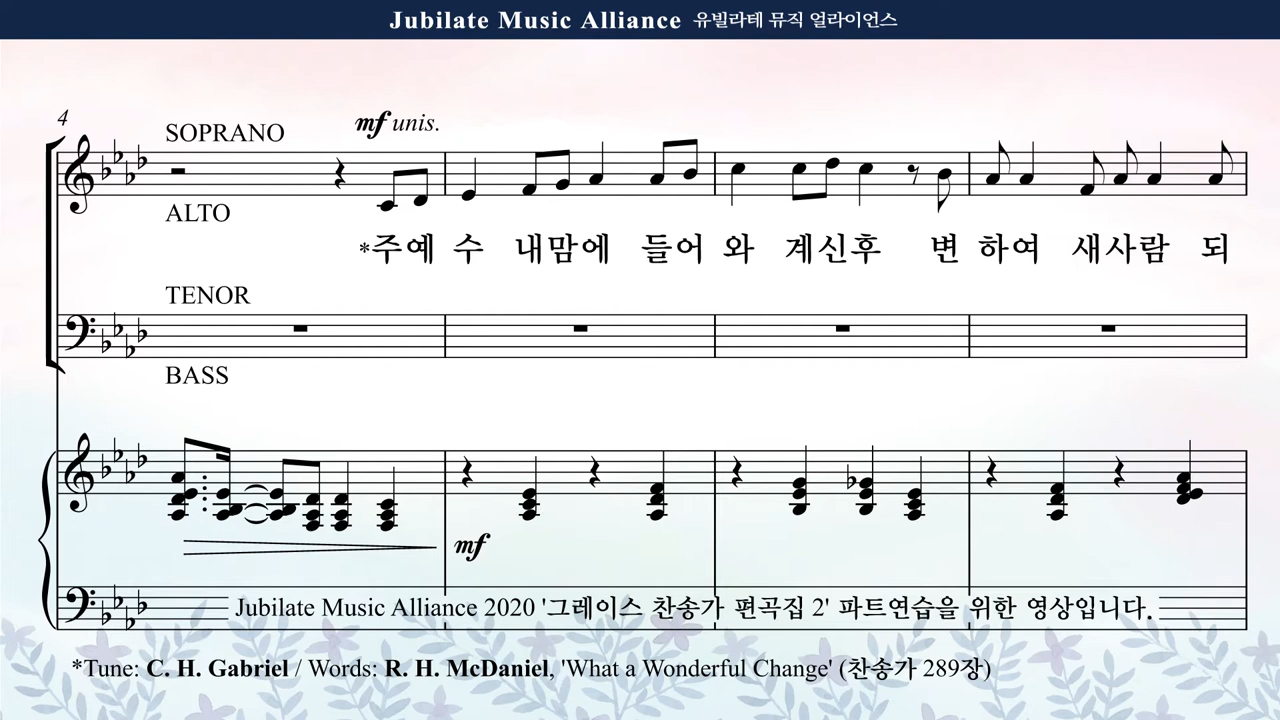 Jubilate Music Alliance 유빌라테 뮤직 얼라이언스
4
SOPRANO
mf unis.
ALTO
*주예 수 내맘에 들어 와 계신후 변 하여 새사람 되
TENOR
BASS
mf
Jubilate Music Alliance 2020 '그레이스 찬송가 편곡집 2' 파트연습을 위한 영상입니다.
*Tune: C. H. Gabriel / Words: R. H. McDaniel, 'What a Wonderful Change' (찬송가 289장)